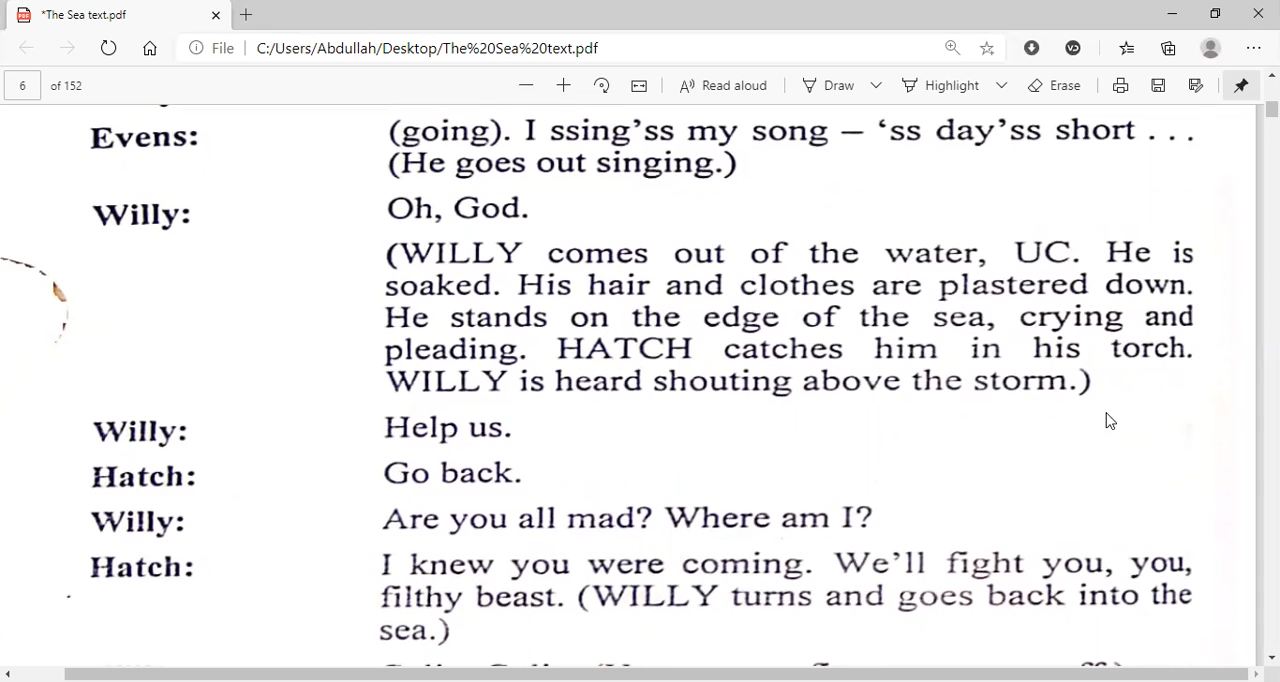 *The Sea text.pdf
File C:/Users/Abdullah/Desktop/The%20Sea%20text.pdf
6 of 152 Read aloud Draw Highlight Erase
Evens: (going). I ssing'ss my song – 'ss day'ss short . . .
(He goes out singing.)
Willy: Oh, God.
(WILLY comes out of the water, UC. He is
soaked. His hair and clothes are plastered down.
He stands on the edge of the sea, crying and
pleading. HATCH catches him in his torch.
WILLY is heard shouting above the storm.)
Willy: Help us.
Hatch: Go back.
Willy: Are you all mad? Where am I?
Hatch: I knew you were coming. We'll fight you, you,
filthy beast. (WILLY turns and goes back into the
sea.)